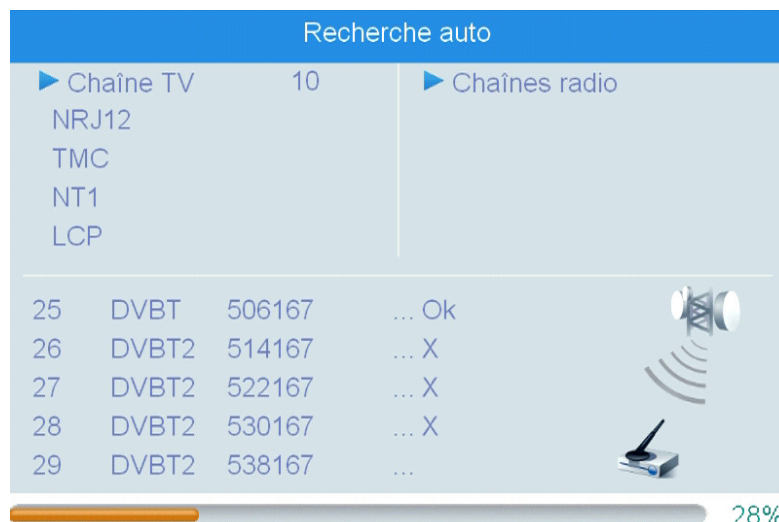 Recherche auto
Chaîne TV 10
NRJ12
TMC
NT1
LCP
Chaînes radio
25 DVBT 506167 ... Ok
26 DVBT2 514167 ... X
27 DVBT2 522167 ... X
28 DVBT2 530167 ... X
29 DVBT2 538167 ...
28%